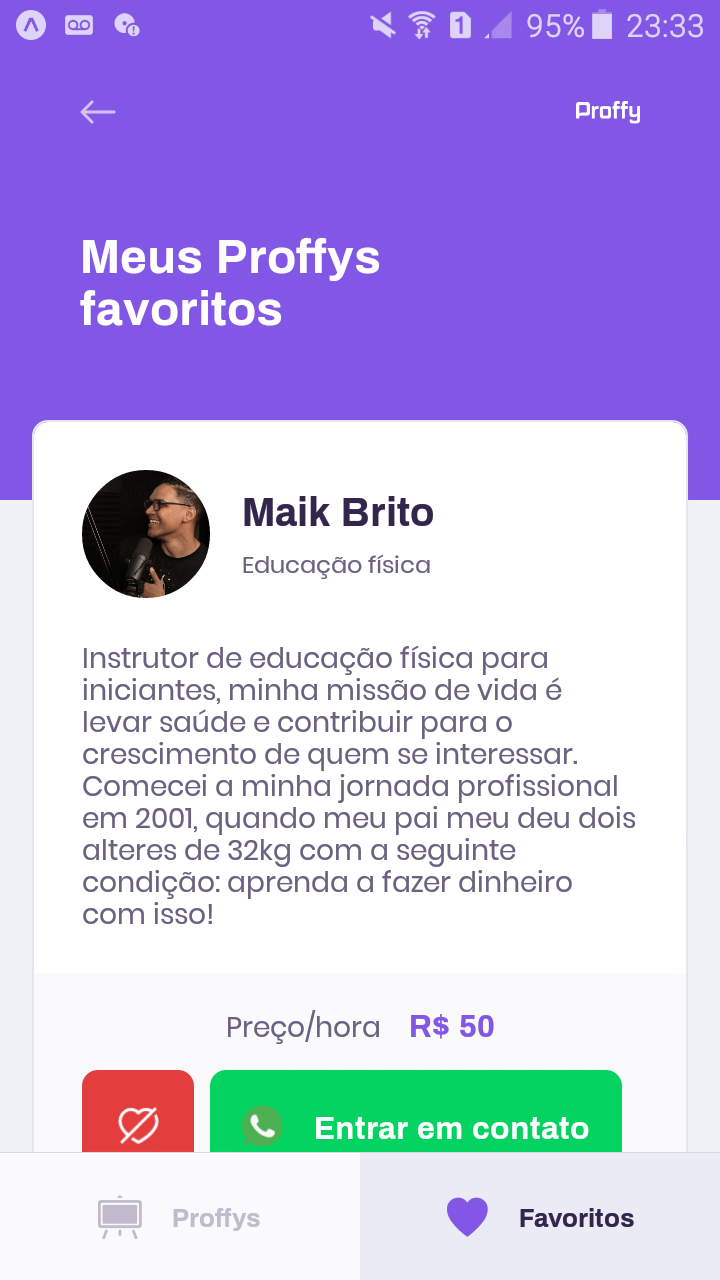 1 95% 23:33
Proffy
Meus Proffys
favoritos
Maik Brito
Educação física
Instrutor de educação física para
iniciantes, minha missão de vida é
levar saúde e contribuir para o
crescimento de quem se interessar.
Comecei a minha jornada profissional
em 2001, quando meu pai meu deu dois
alteres de 32kg com a seguinte
condição: aprenda a fazer dinheiro
com isso!
Preço/hora R$ 50
Entrar em contato
Proffys
Favoritos